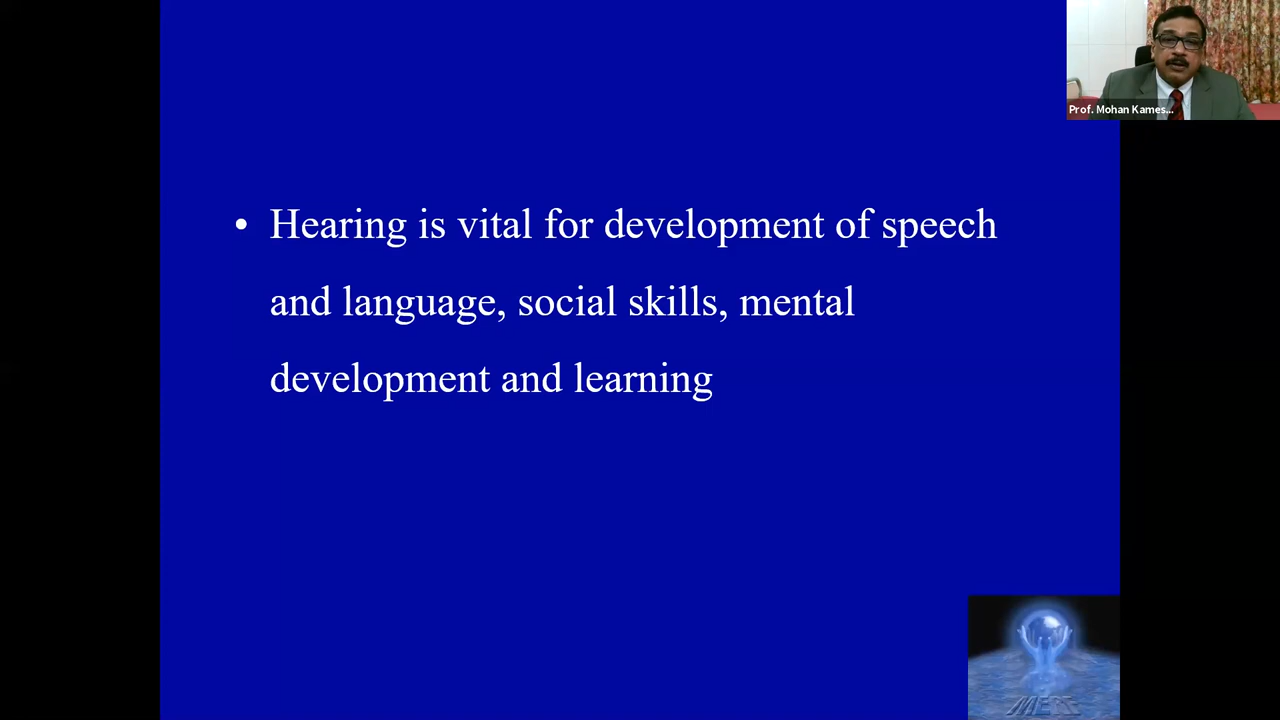 Prof. Mohan Kames...
• Hearing is vital for development of speech
and language, social skills, mental
development and learning